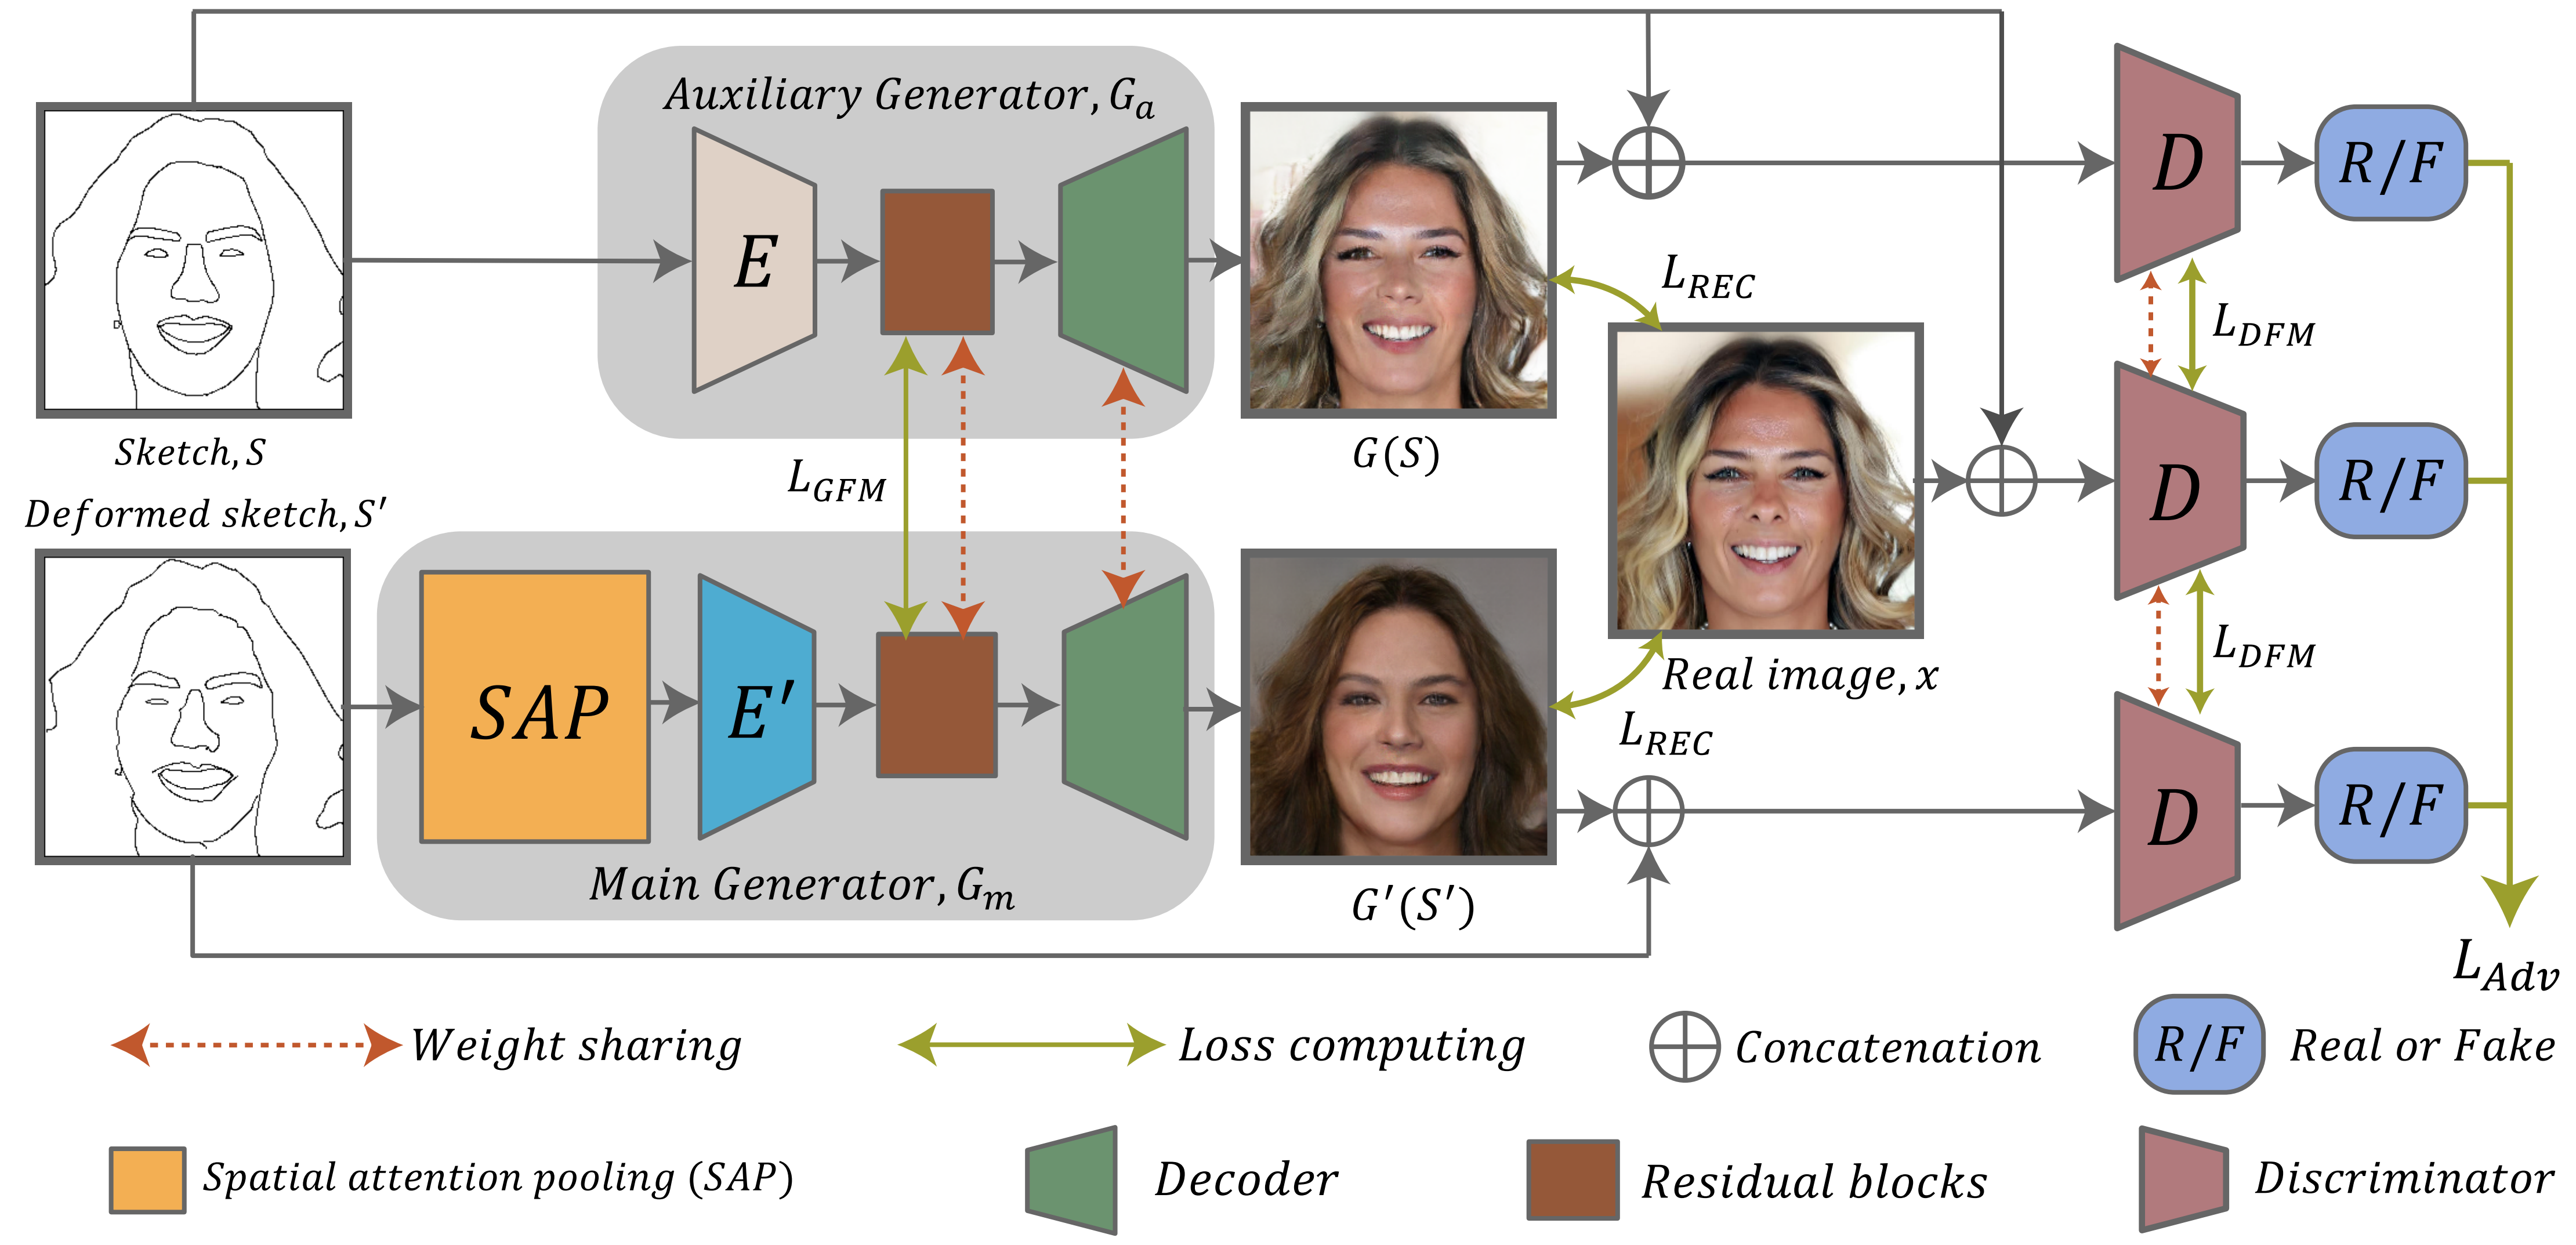 Auxiliary Generator, Gₐ
E
D
R/F
L_REC
L_DFM
Sketch, S
G(S)
L_GFM
D
R/F
Deformed sketch, S′
SAP
E′
L_DFM
Real image, x
L_REC
D
R/F
Main Generator, G_m
G′(S′)
L_Adv
Weight sharing
Loss computing
Concatenation
R/F
Real or Fake
Spatial attention pooling (SAP)
Decoder
Residual blocks
Discriminator